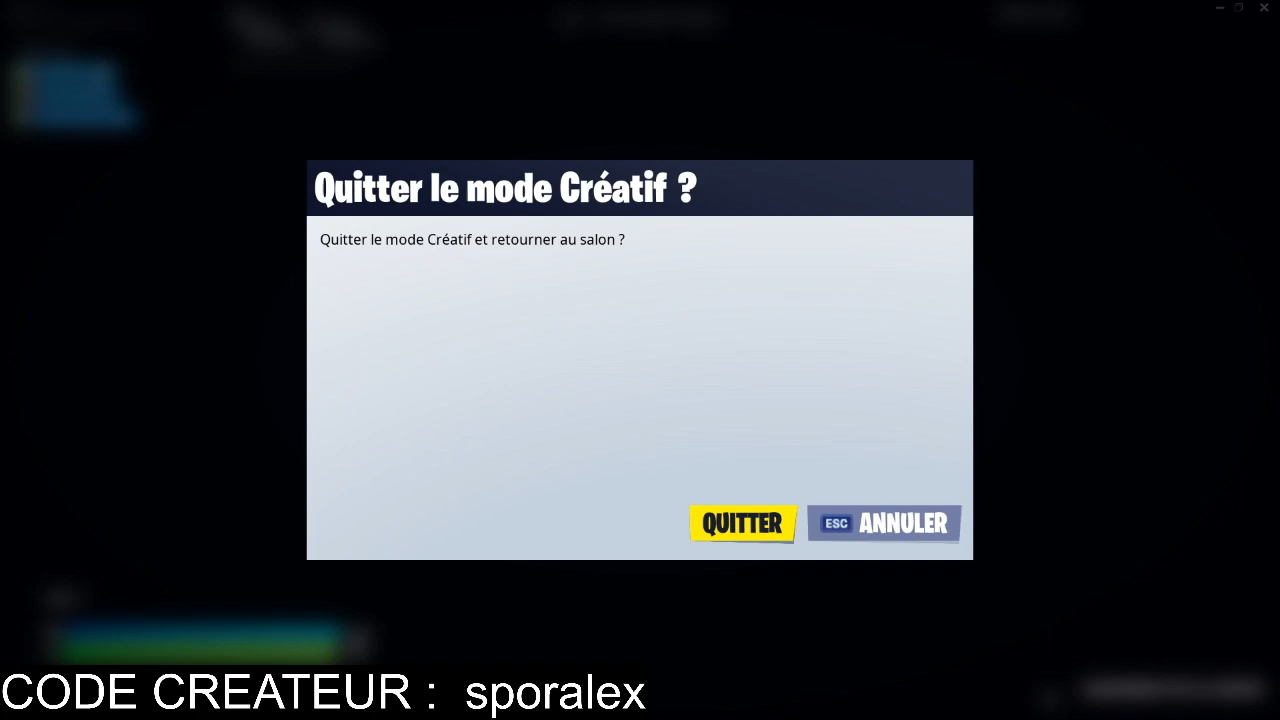 Quitter le mode Créatif ?
Quitter le mode Créatif et retourner au salon ?
QUITTER
ESC ANNULER
CODE CREATEUR : sporalex